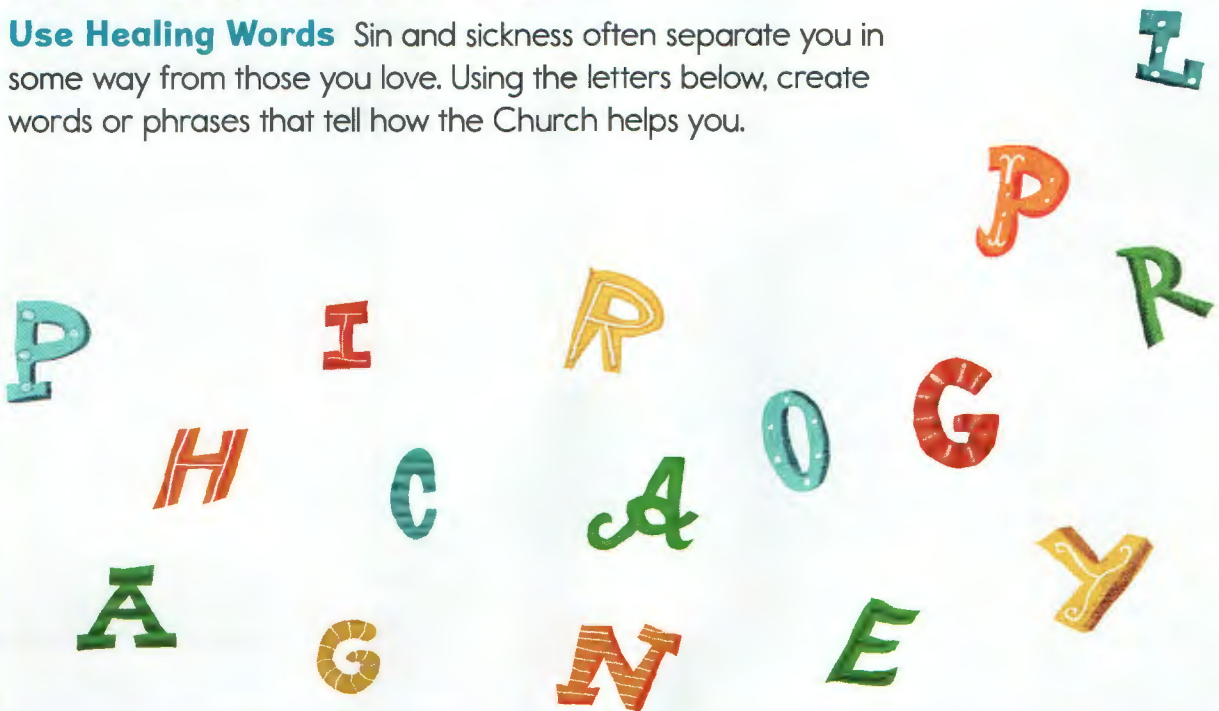 Use Healing Words Sin and sickness often separate you in
some way from those you love. Using the letters below, create
words or phrases that tell how the Church helps you.
L
P
R
P I R
O G
H C A
Y
A G N E